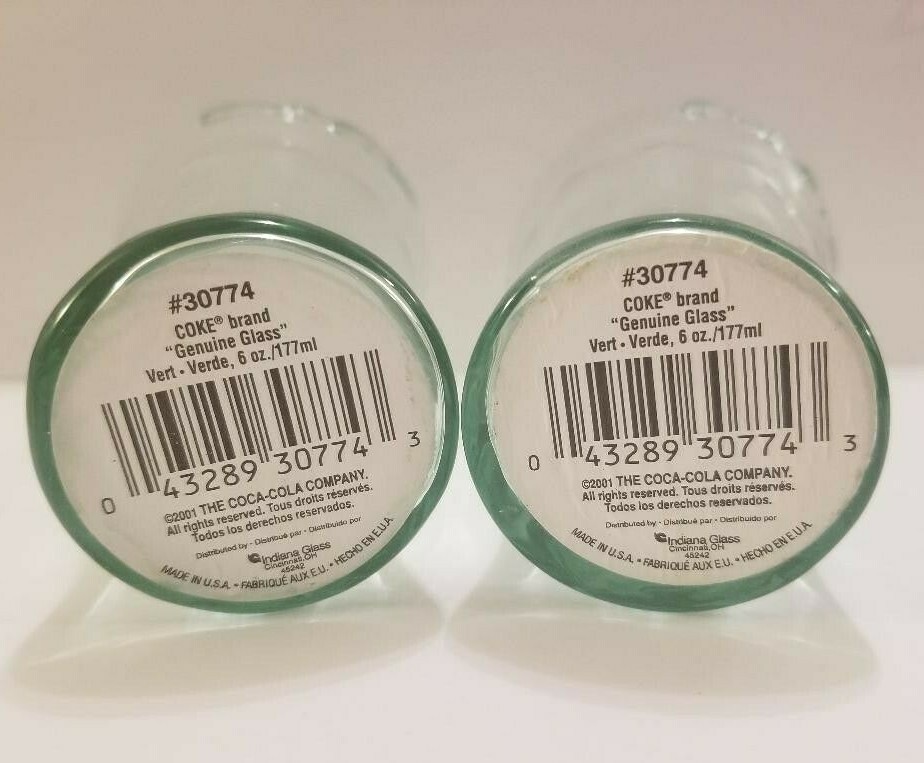 #30774
COKE® brand
"Genuine Glass"
Vert • Verde, 6 oz./177ml
0 43289 30774 3
©2001 THE COCA-COLA COMPANY.
All rights reserved. Tous droits réservés.
Todos los derechos reservados.
Distributed by • Distribué par • Distribuido por
Indiana Glass
Cincinnati, OH
45242
MADE IN U.S.A. • FABRIQUÉ AUX E.U. • HECHO EN E.U.A.
#30774
COKE® brand
"Genuine Glass"
Vert • Verde, 6 oz./177ml
0 43289 30774 3
©2001 THE COCA-COLA COMPANY.
All rights reserved. Tous droits réservés.
Todos los derechos reservados.
Distributed by • Distribué par • Distribuido por
Indiana Glass
Cincinnati, OH
45242
MADE IN U.S.A. • FABRIQUÉ AUX E.U. • HECHO EN E.U.A.